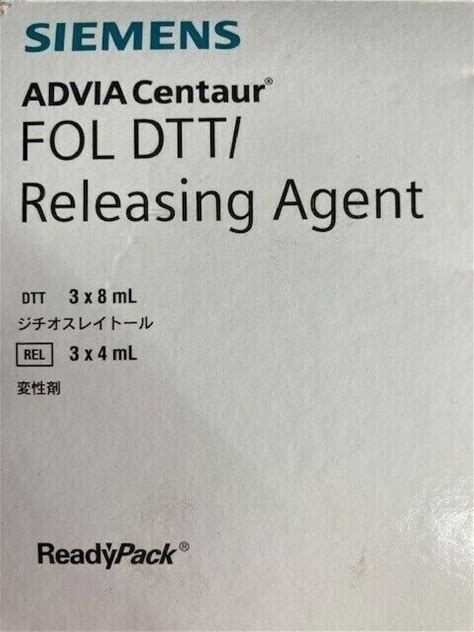 SIEMENS
ADVIA Centaur®
FOL DTT/
Releasing Agent
DTT 3 x 8 mL
ジチオスレイトール
REL 3 x 4 mL
変性剤
ReadyPack®